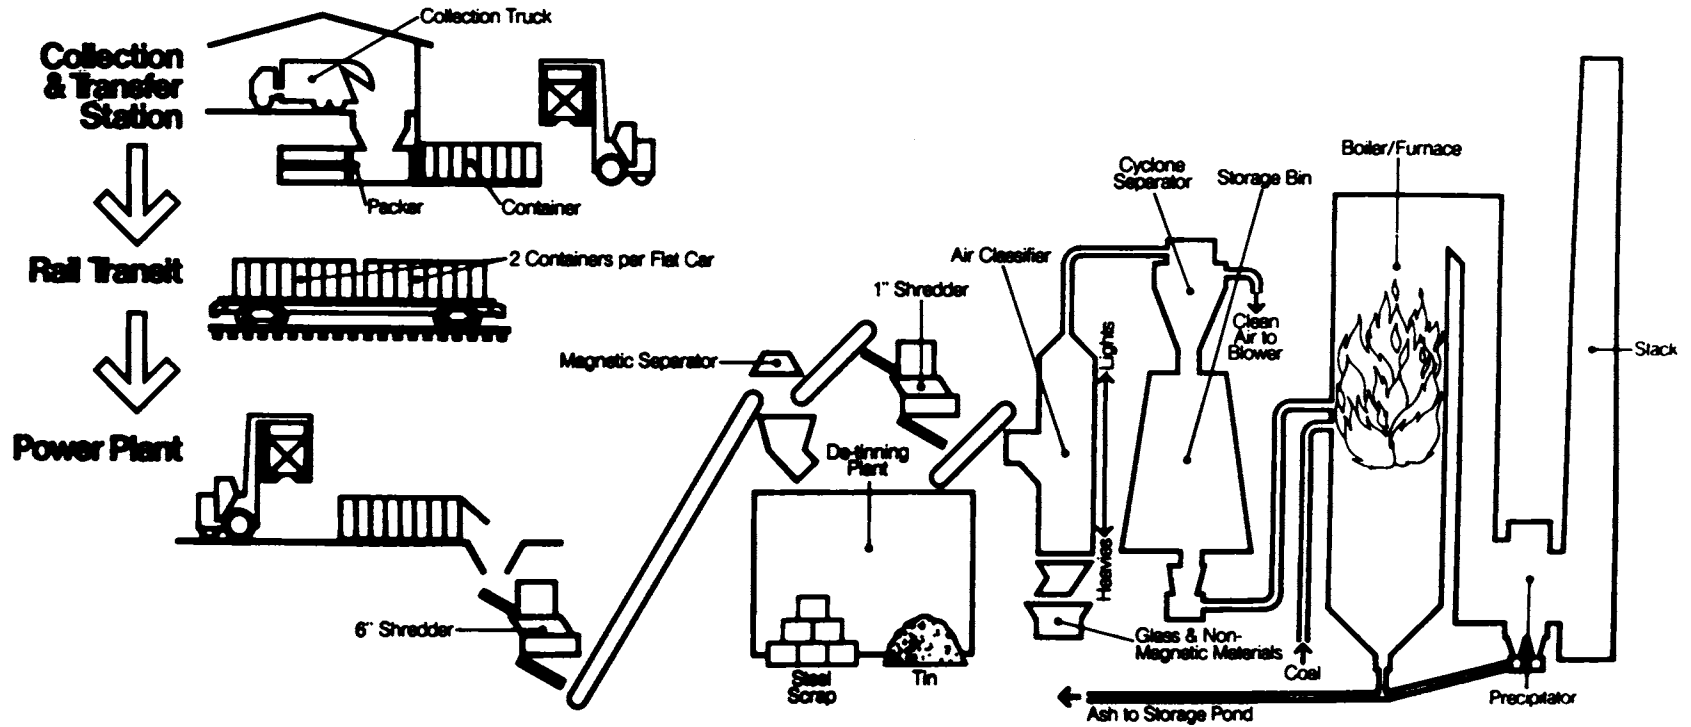 Collection Truck
Collection
& Transfer
Station
Packer
Container
Rail Transit
2 Containers per Flat Car
Power Plant
6" Shredder
Magnetic Separator
1" Shredder
De-tinning
Plant
Steel
Scrap
Tin
Air Classifier
Lights
Heavies
Glass & Non-
Magnetic Materials
Cyclone
Separator
Storage Bin
Clean
Air to
Blower
Boiler/Furnace
Stack
Coal
Precipitator
Ash to Storage Pond